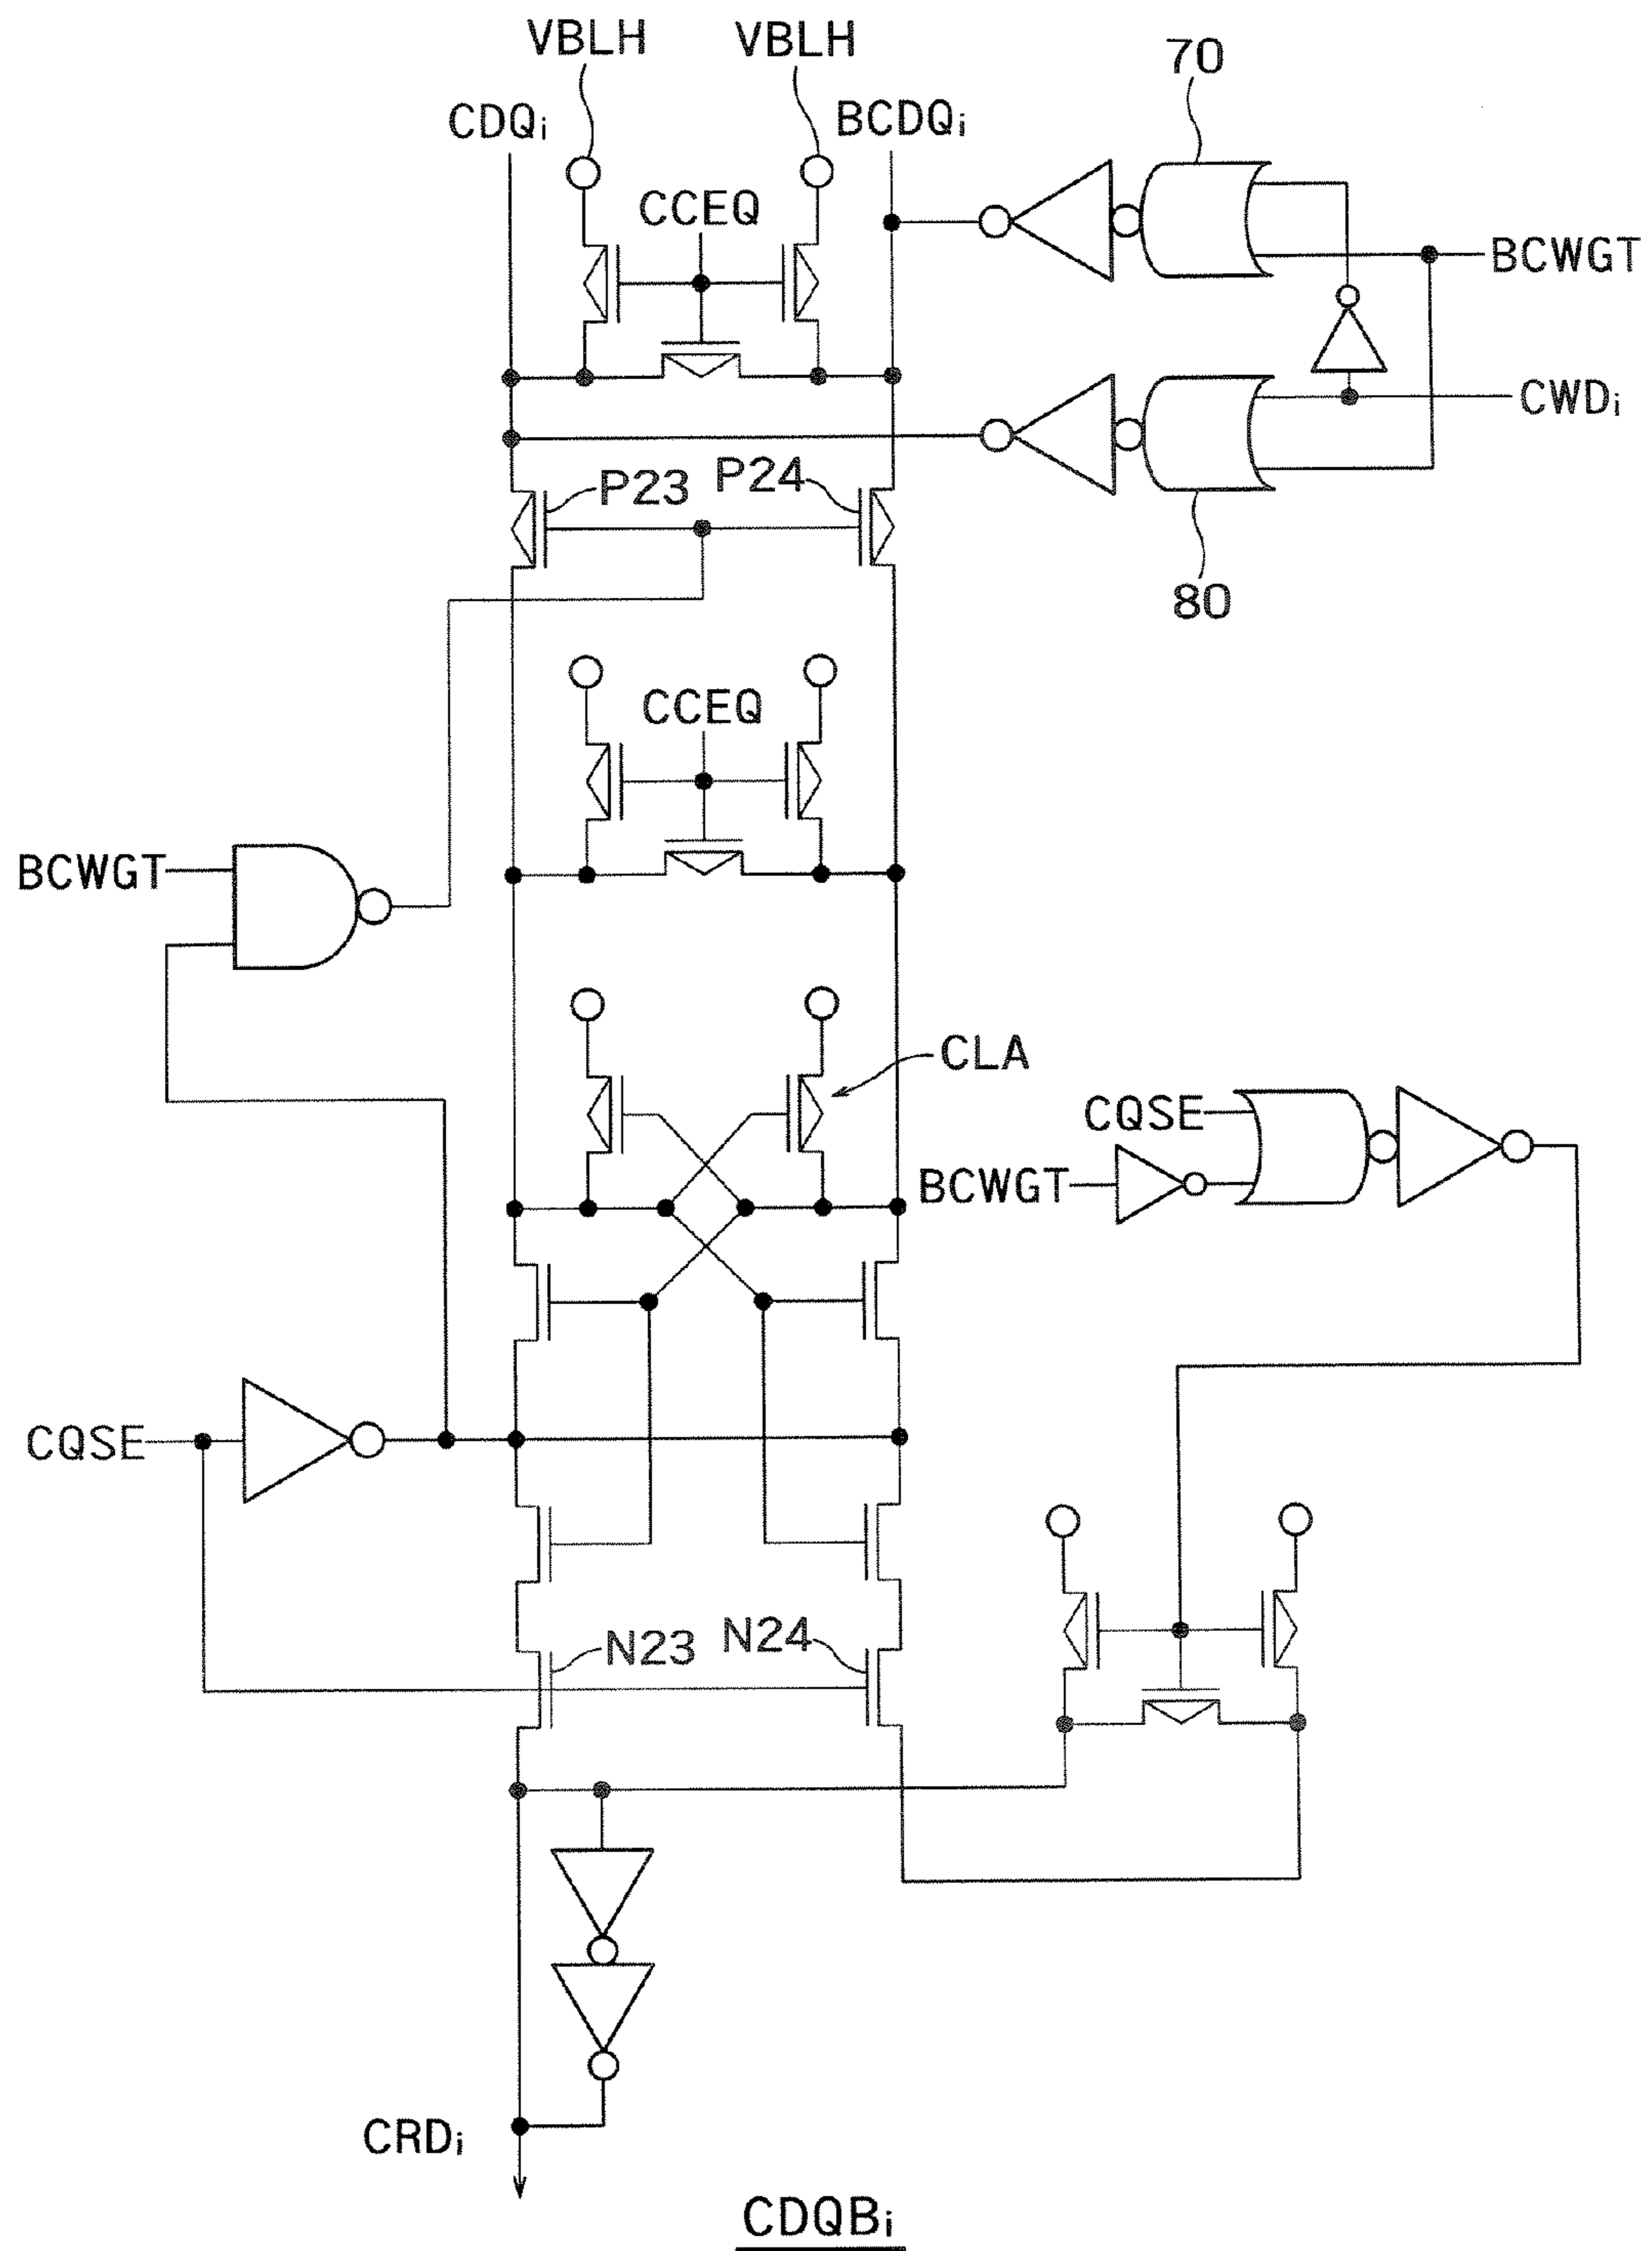 VBLH
VBLH
70
CDQi
BCDQi
CCEQ
BCWGT
CWDi
P23
P24
80
CCEQ
BCWGT
CLA
CQSE
BCWGT
CQSE
N23
N24
CRDi
CDQBi